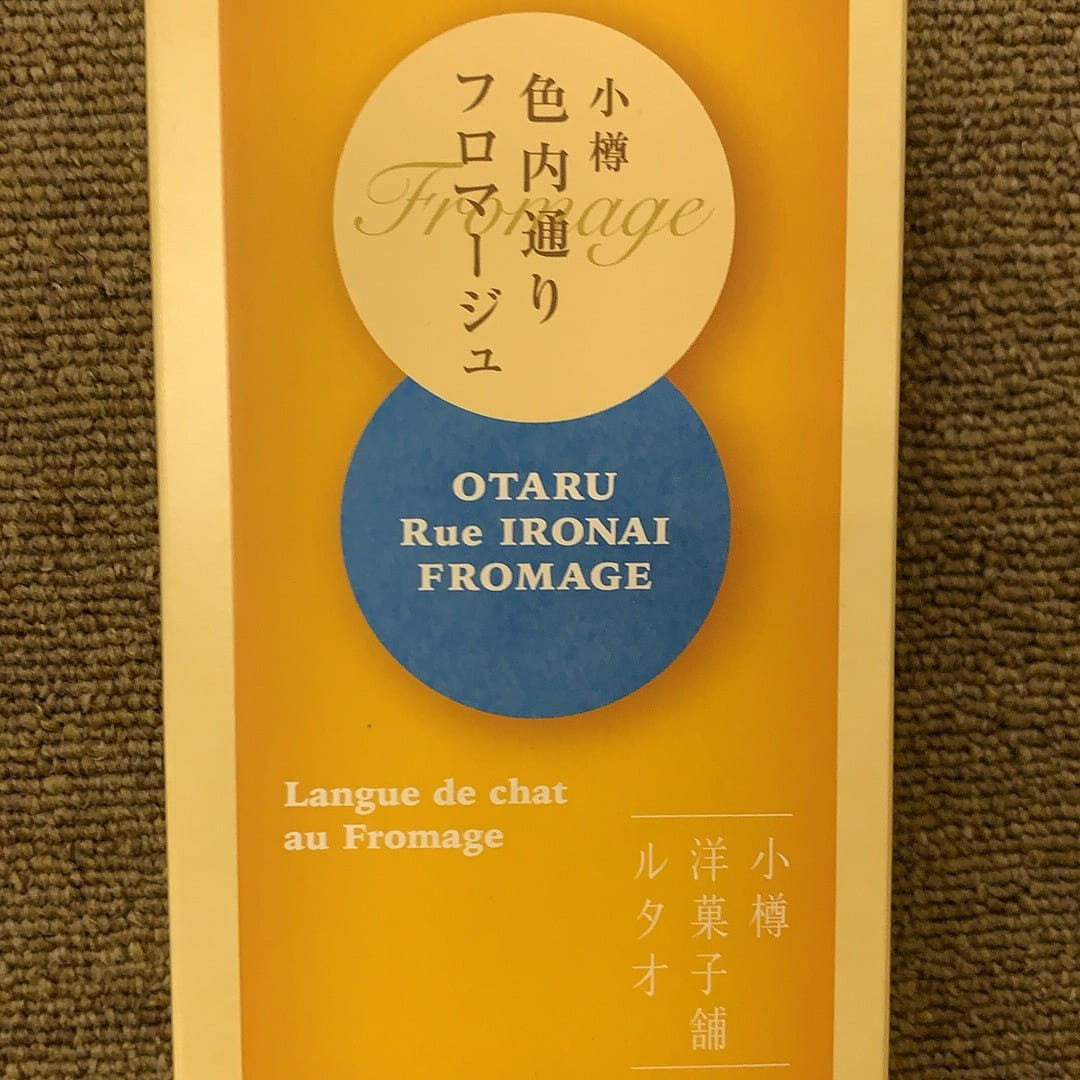 小樽
色内通り
フロマージュ
Fromage
OTARU
Rue IRONAI
FROMAGE
Langue de chat
au Fromage
小樽
洋菓子舗
ルタオ